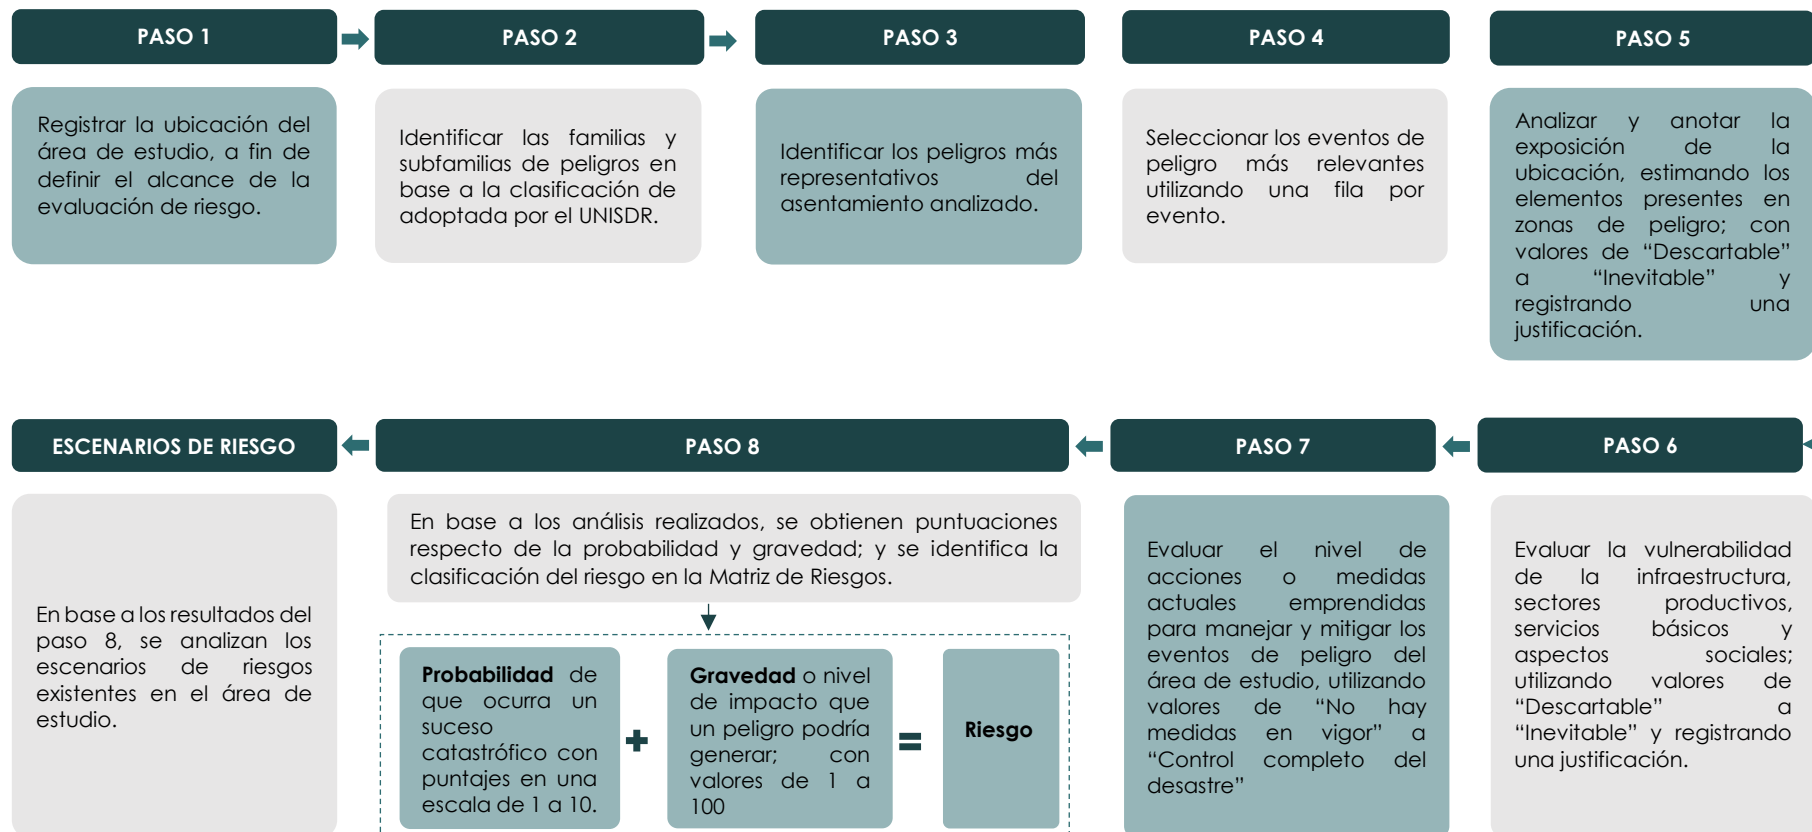 PASO 1
PASO 2
PASO 3
PASO 4
PASO 5
Registrar la ubicación del
área de estudio, a fin de
definir el alcance de la
evaluación de riesgo.
Identificar las familias y
subfamilias de peligros en
base a la clasificación de
adoptada por el UNISDR.
Identificar los peligros más
representativos del
asentamiento analizado.
Seleccionar los eventos de
peligro más relevantes
utilizando una fila por
evento.
Analizar y anotar la
exposición de la
ubicación, estimando los
elementos presentes en
zonas de peligro; con
valores de “Descartable”
a “Inevitable” y
registrando una
justificación.
ESCENARIOS DE RIESGO
PASO 8
PASO 7
PASO 6
En base a los resultados del
paso 8, se analizan los
escenarios de riesgos
existentes en el área de
estudio.
En base a los análisis realizados, se obtienen puntuaciones
respecto de la probabilidad y gravedad; y se identifica la
clasificación del riesgo en la Matriz de Riesgos.
Probabilidad de
que ocurra un
suceso
catastrófico con
puntajes en una
escala de 1 a 10.
+
Gravedad o nivel
de impacto que
un peligro podría
generar; con
valores de 1 a
100
=
Riesgo
Evaluar el nivel de
acciones o medidas
actuales emprendidas
para manejar y mitigar los
eventos de peligro del
área de estudio, utilizando
valores de “No hay
medidas en vigor” a
“Control completo del
desastre”
Evaluar la vulnerabilidad
de la infraestructura,
sectores productivos,
servicios básicos y
aspectos sociales;
utilizando valores de
“Descartable” a
“Inevitable” y registrando
una justificación.